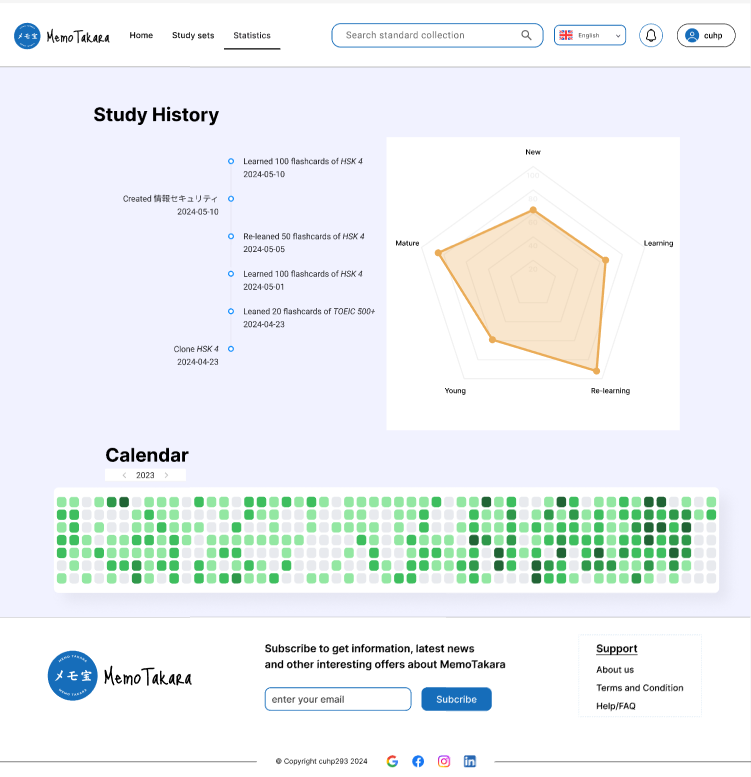 メモ宝
MemoTakara
Home
Study sets
Statistics
Search standard collection
English
cuhp
Study History
Learned 100 flashcards of HSK 4
2024-05-10
Created 情報セキュリティ
2024-05-10
Re-leaned 50 flashcards of HSK 4
2024-05-05
Learned 100 flashcards of HSK 4
2024-05-01
Leaned 20 flashcards of TOEIC 500+
2024-04-23
Clone HSK 4
2024-04-23
New
Mature
Learning
Young
Re-learning
Calendar
< 2023 >
MEMO TAKARA
メモ宝
MEMO TAKARA
MemoTakara
Subscribe to get information, latest news
and other interesting offers about MemoTakara
enter your email
Subcribe
Support
About us
Terms and Condition
Help/FAQ
© Copyright cuhp293 2024